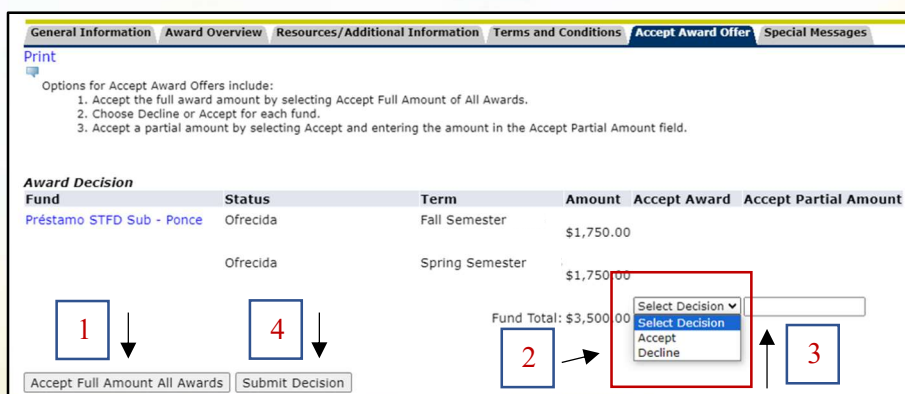 General Information Award Overview Resources/Additional Information Terms and Conditions Accept Award Offer Special Messages
Print
Options for Accept Award Offers include:
1. Accept the full award amount by selecting Accept Full Amount of All Awards.
2. Choose Decline or Accept for each fund.
3. Accept a partial amount by selecting Accept and entering the amount in the Accept Partial Amount field.
Award Decision
Fund Status Term Amount Accept Award Accept Partial Amount
Préstamo STFD Sub - Ponce Ofrecida Fall Semester $1,750.00
Ofrecida Spring Semester $1,750.00
Fund Total: $3,500.00 Select Decision
Select Decision
Accept
Decline
1 4 2 3
Accept Full Amount All Awards Submit Decision